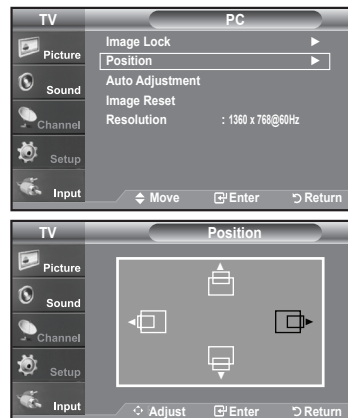 TV PC
Picture
Sound
Channel
Setup
Input
Image Lock ►
Position ►
Auto Adjustment
Image Reset
Resolution : 1360 x 768@60Hz
Move Enter Return
TV Position
Picture
Sound
Channel
Setup
Input
Adjust Enter Return